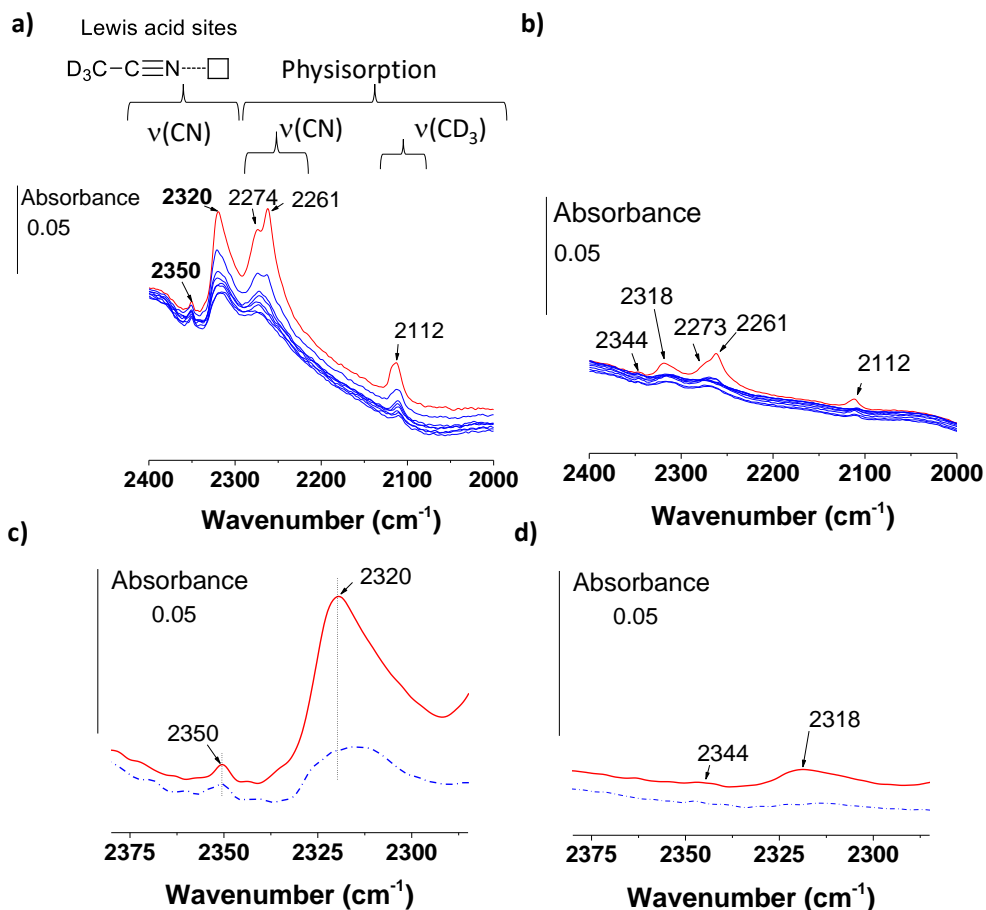 a)
Lewis acid sites
D3C−C≡N-----□
Physisorption
ν(CN)
ν(CN)
ν(CD3)
Absorbance
0.05
2320
2274
2261
2350
2112
2400 2300 2200 2100 2000
Wavenumber (cm-1)
b)
Absorbance
0.05
2318
2344
2273
2261
2112
2400 2300 2200 2100 2000
Wavenumber (cm-1)
c)
Absorbance
0.05
2320
2350
2375 2350 2325 2300
Wavenumber (cm-1)
d)
Absorbance
0.05
2318
2344
2375 2350 2325 2300
Wavenumber (cm-1)